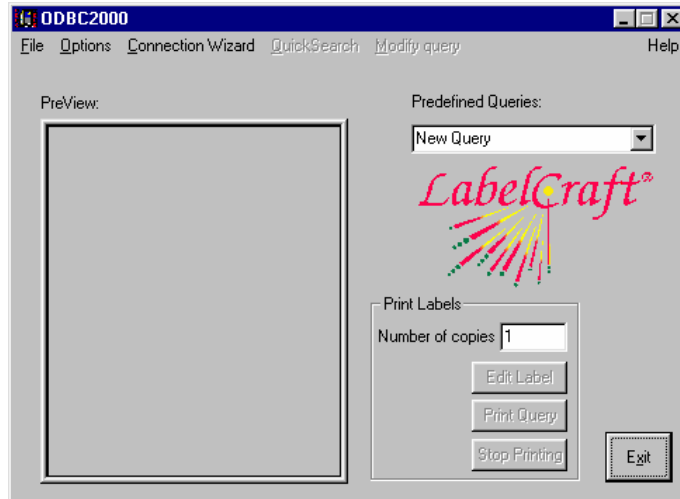 ODBC2000
File Options Connection Wizard QuickSearch Modify query Help
PreView:
Predefined Queries:
New Query
LabelCraft®
Print Labels
Number of copies 1
Edit Label
Print Query
Stop Printing
Exit